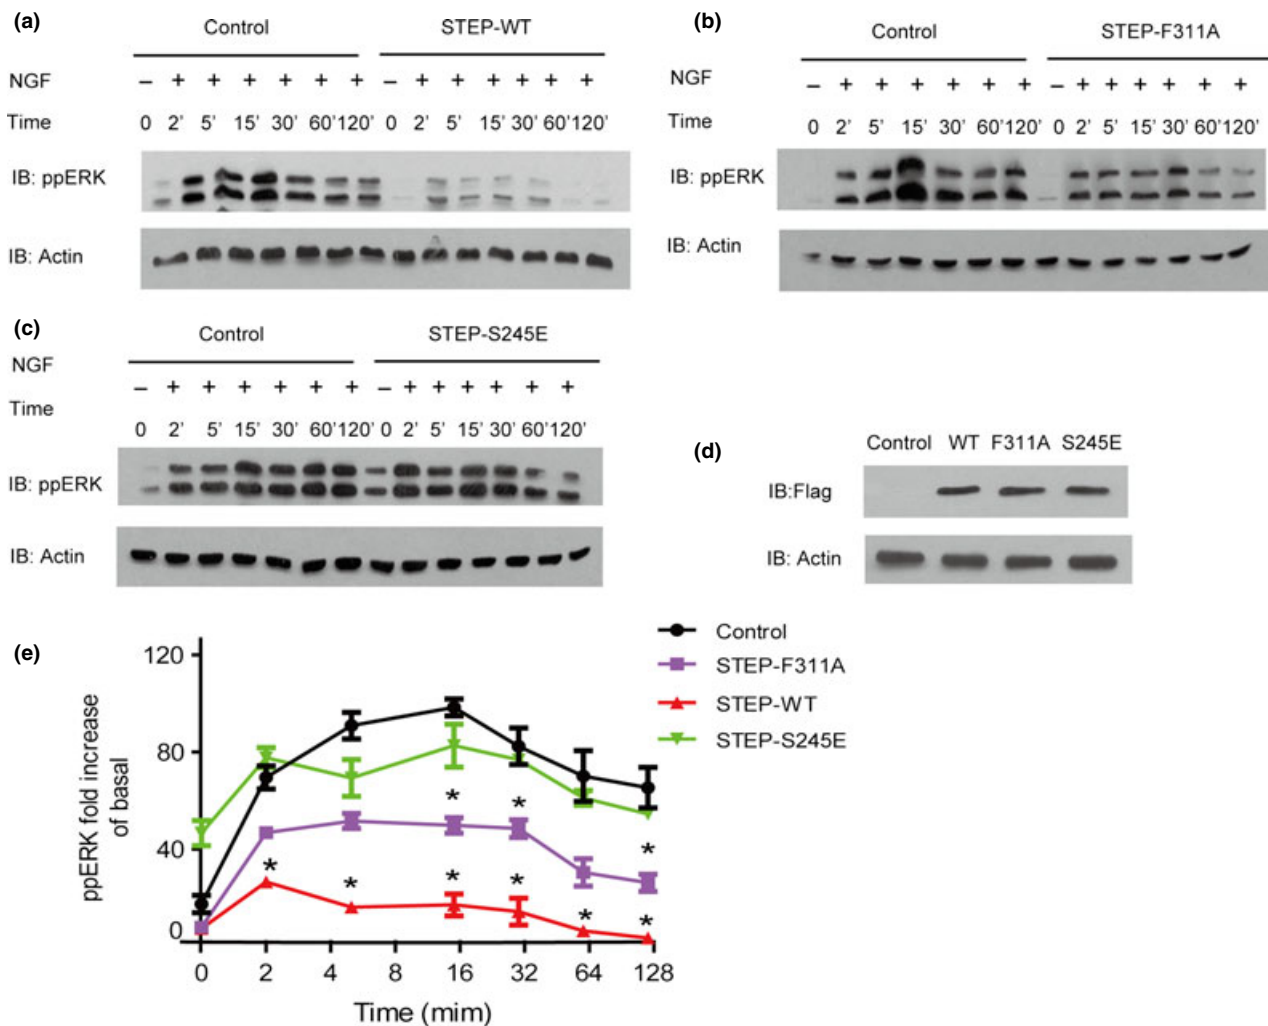 (a)
Control STEP-WT
NGF – + + + + + + – + + + + + +
Time 0 2' 5' 15' 30' 60' 120' 0 2' 5' 15' 30' 60' 120'
IB: ppERK
IB: Actin
(b)
Control STEP-F311A
NGF – + + + + + + – + + + + + +
Time 0 2' 5' 15' 30' 60' 120' 0 2' 5' 15' 30' 60' 120'
IB: ppERK
IB: Actin
(c)
Control STEP-S245E
NGF
– + + + + + + – + + + + + +
Time
0 2' 5' 15' 30' 60' 120' 0 2' 5' 15' 30' 60' 120'
IB: ppERK
IB: Actin
(d)
Control WT F311A S245E
IB:Flag
IB: Actin
(e)
ppERK fold increase
of basal
120
80
40
0
* * * * * * * * *
0 2 4 8 16 32 64 128
Time (mim)
Control
STEP-F311A
STEP-WT
STEP-S245E